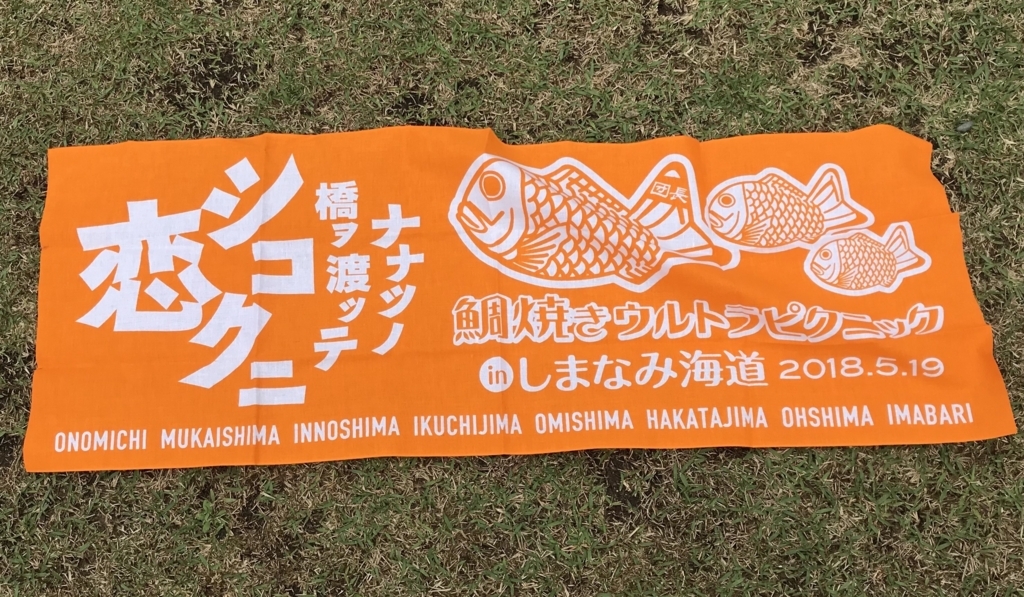 ナナツノ
橋ヲ渡ッテ
シコクニ
恋
団長
鯛焼きウルトラピクニック
in しまなみ海道 2018.5.19
ONOMICHI MUKAISHIMA INNOSHIMA IKUCHIJIMA OMISHIMA HAKATAJIMA OHSHIMA IMABARI